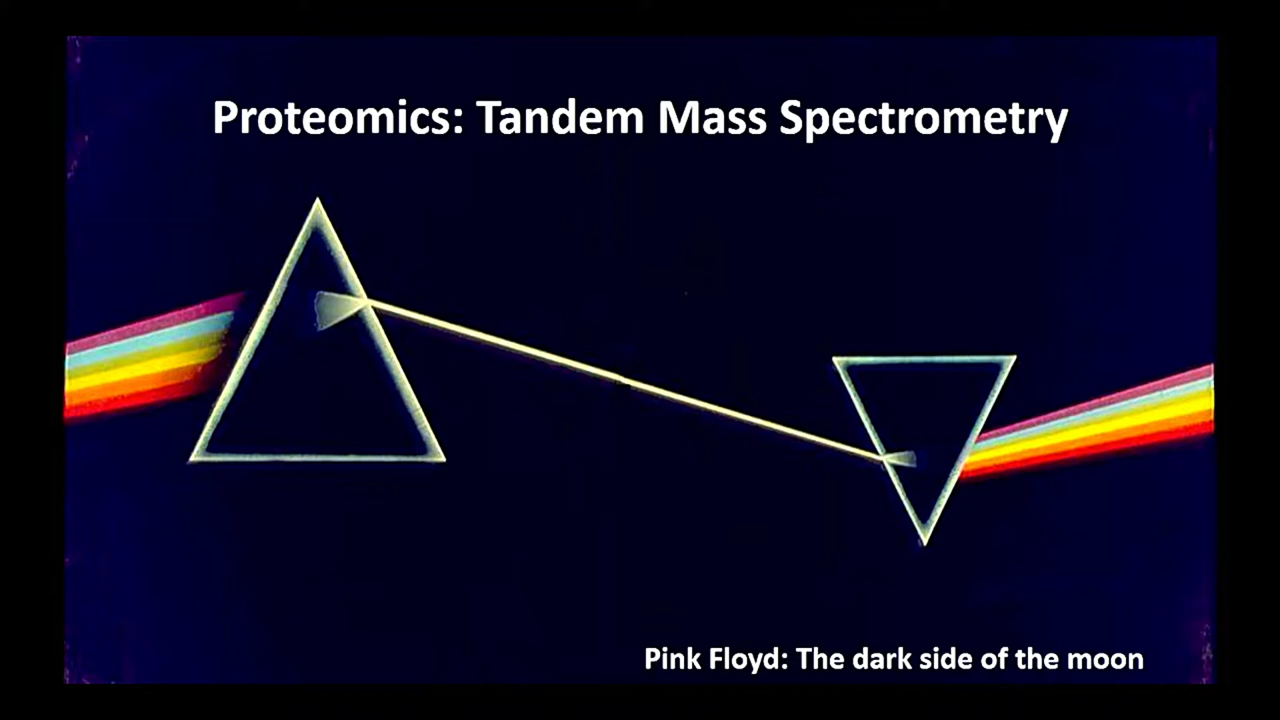 Proteomics: Tandem Mass Spectrometry
Pink Floyd: The dark side of the moon